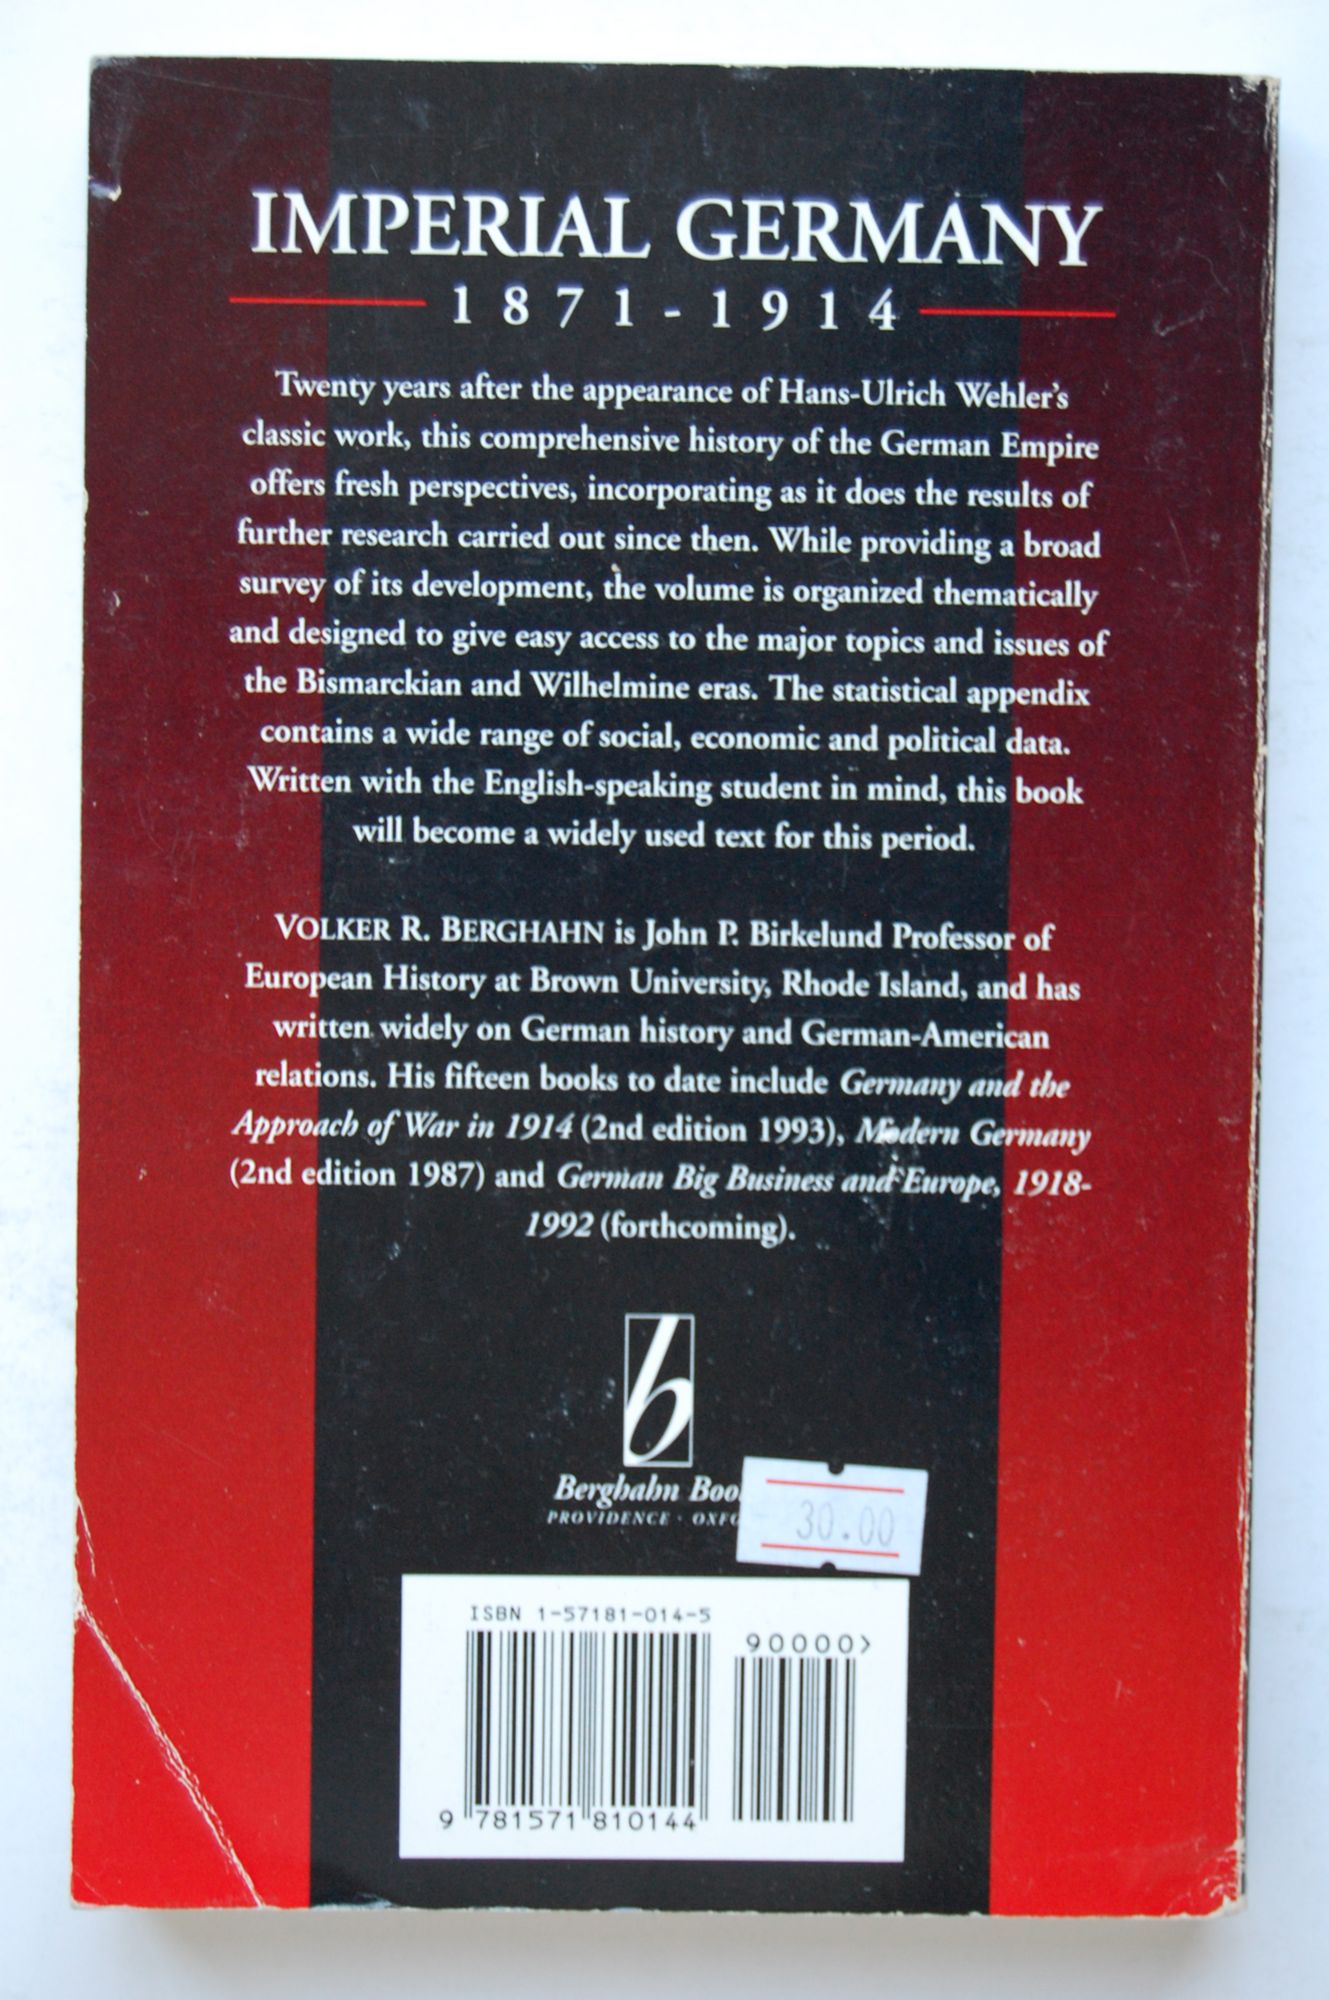 IMPERIAL GERMANY
1871-1914
Twenty years after the appearance of Hans-Ulrich Wehler's
classic work, this comprehensive history of the German Empire
offers fresh perspectives, incorporating as it does the results of
further research carried out since then. While providing a broad
survey of its development, the volume is organized thematically
and designed to give easy access to the major topics and issues of
the Bismarckian and Wilhelmine eras. The statistical appendix
contains a wide range of social, economic and political data.
Written with the English-speaking student in mind, this book
will become a widely used text for this period.
VOLKER R. BERGHAHN is John P. Birkelund Professor of
European History at Brown University, Rhode Island, and has
written widely on German history and German-American
relations. His fifteen books to date include Germany and the
Approach of War in 1914 (2nd edition 1993), Modern Germany
(2nd edition 1987) and German Big Business and Europe, 1918-
1992 (forthcoming).
b
Berghahn Boo
PROVIDENCE · OXFO
30.00
ISBN 1-57181-014-5
90000>
9 781571 810144